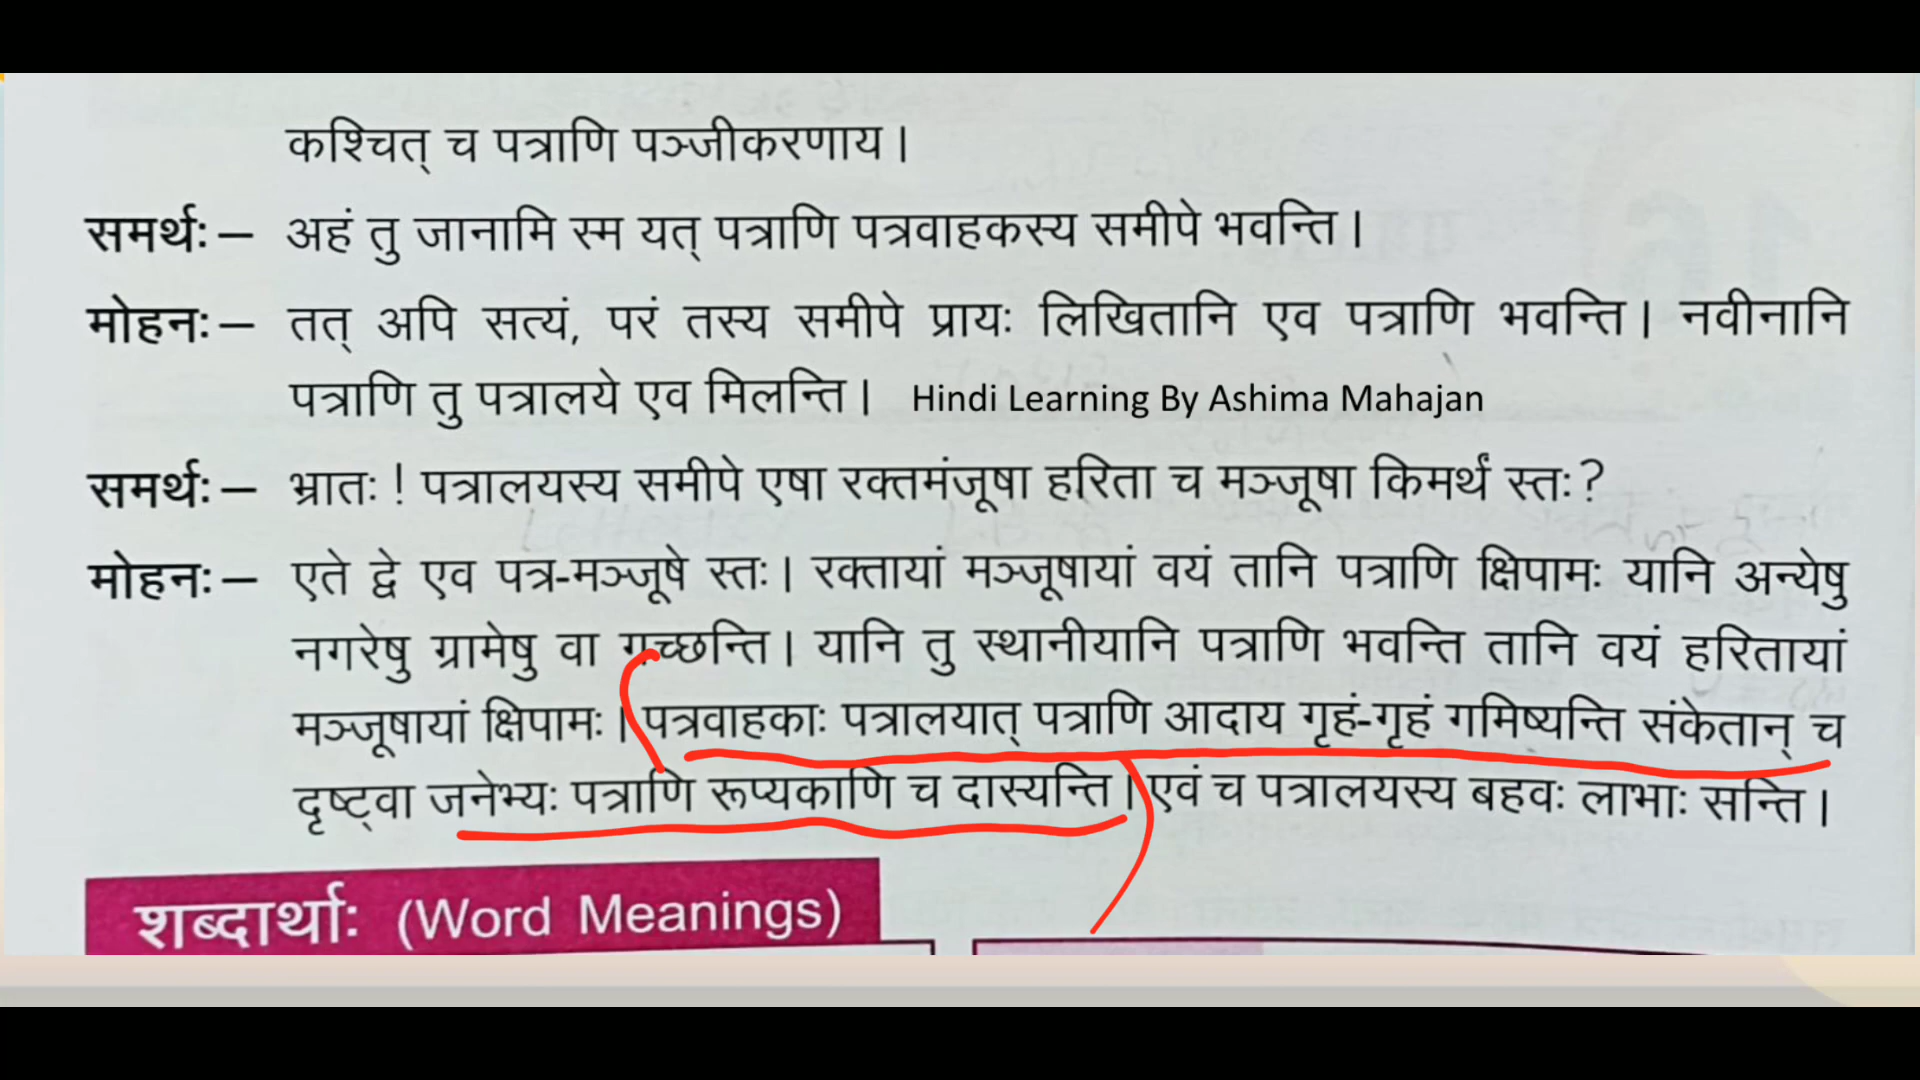 कश्चित् च पत्राणि पञ्जीकरणाय।
समर्थः – अहं तु जानामि स्म यत् पत्राणि पत्रवाहकस्य समीपे भवन्ति।
मोहनः – तत् अपि सत्यं, परं तस्य समीपे प्रायः लिखितानि एव पत्राणि भवन्ति। नवीनानि
पत्राणि तु पत्रालये एव मिलन्ति। Hindi Learning By Ashima Mahajan
समर्थः – भ्रातः ! पत्रालयस्य समीपे एषा रक्तमंजूषा हरिता च मञ्जूषा किमर्थं स्तः?
मोहनः – एते द्वे एव पत्र-मञ्जूषे स्तः। रक्तायां मञ्जूषायां वयं तानि पत्राणि क्षिपामः यानि अन्येषु
नगरेषु ग्रामेषु वा गच्छन्ति। यानि तु स्थानीयानि पत्राणि भवन्ति तानि वयं हरितायां
मञ्जूषायां क्षिपामः। पत्रवाहकाः पत्रालयात् पत्राणि आदाय गृहं-गृहं गमिष्यन्ति संकेतान् च
दृष्ट्वा जनेभ्यः पत्राणि रूप्यकाणि च दास्यन्ति। एवं च पत्रालयस्य बहवः लाभाः सन्ति।
शब्दार्थाः (Word Meanings)